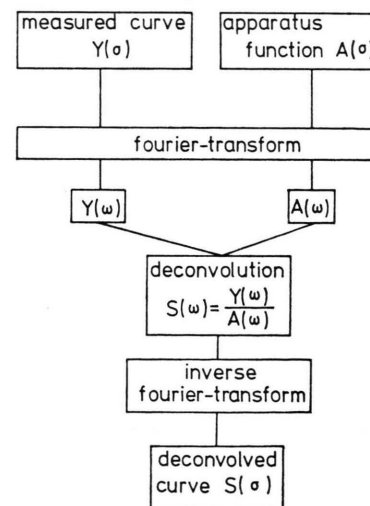 measured curve
Y(σ)
apparatus
function A(σ)
fourier-transform
Y(ω)
A(ω)
deconvolution
S(ω)=Y(ω)/A(ω)
inverse
fourier-transform
deconvolved
curve S(σ)